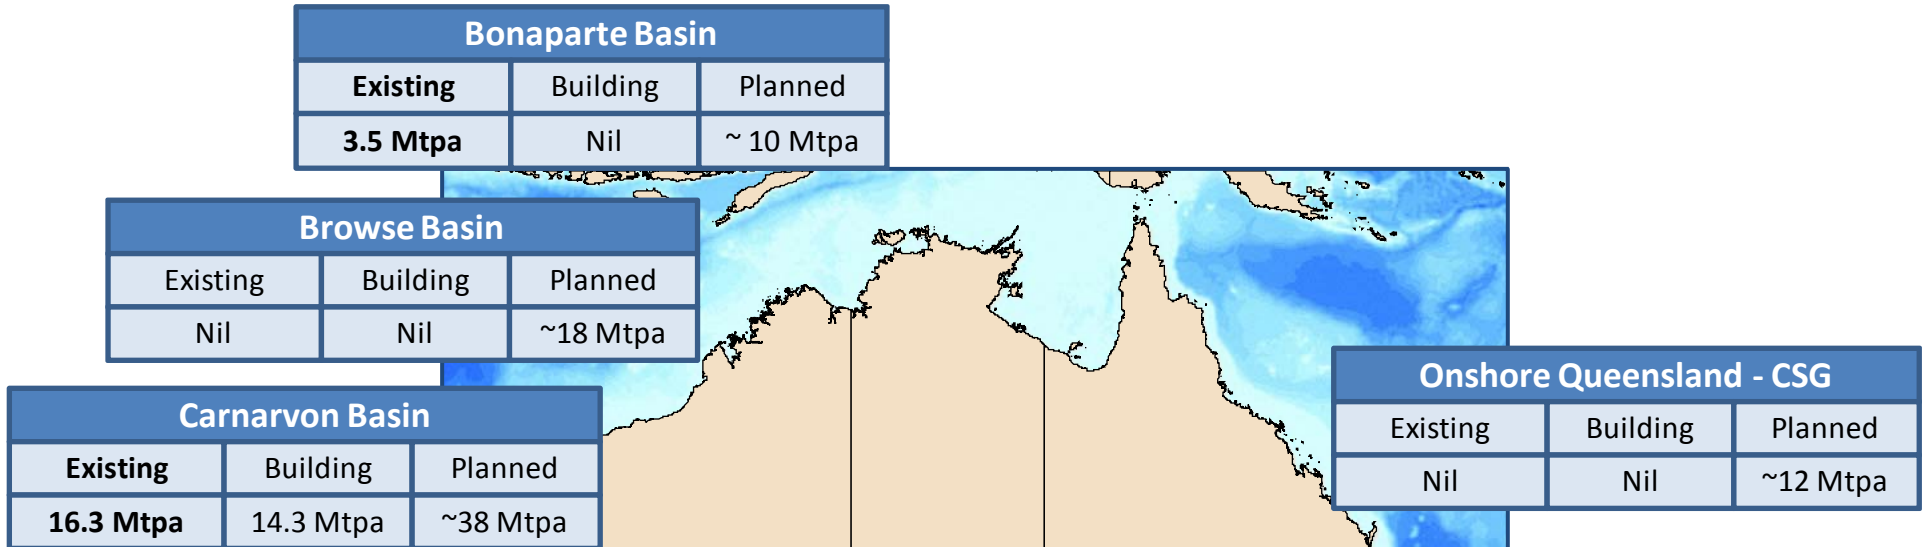 Bonaparte Basin
Existing Building Planned
3.5 Mtpa Nil ~ 10 Mtpa
Browse Basin
Existing Building Planned
Nil Nil ~18 Mtpa
Carnarvon Basin
Existing Building Planned
16.3 Mtpa 14.3 Mtpa ~38 Mtpa
Onshore Queensland - CSG
Existing Building Planned
Nil Nil ~12 Mtpa